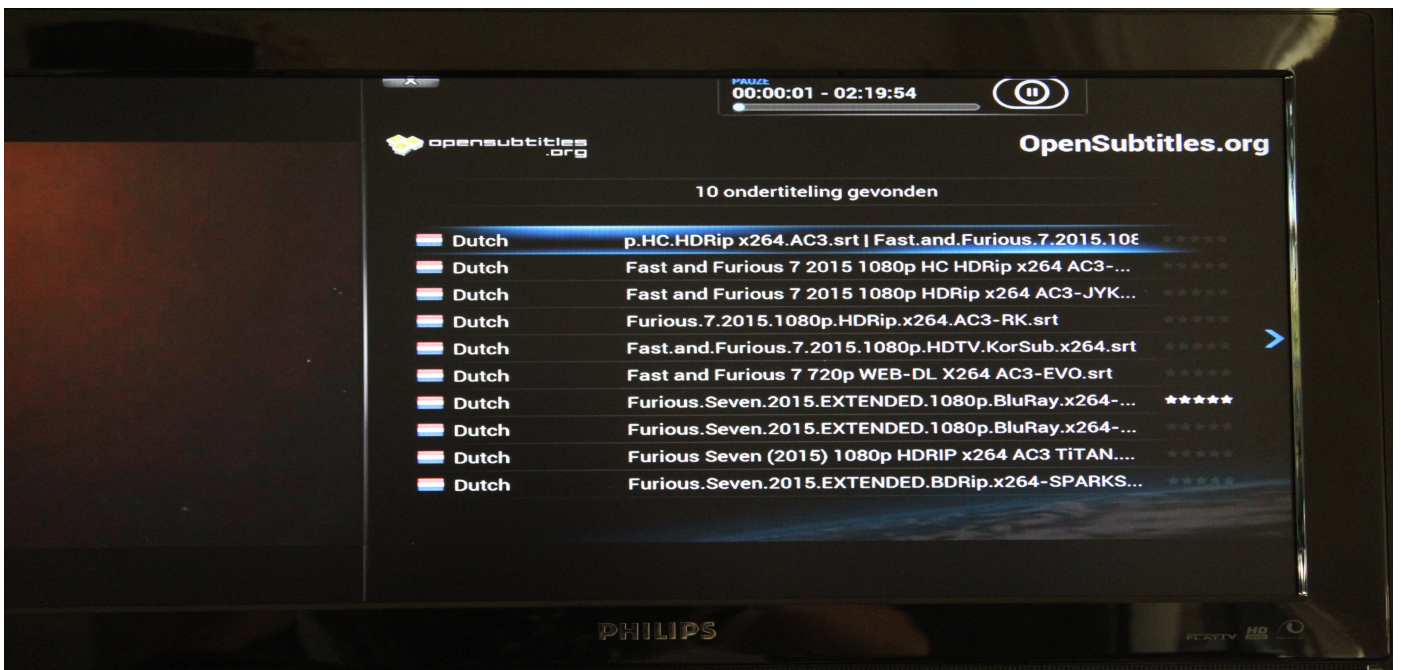 PAUZE
00:00:01 - 02:19:54
opensubtitles
.org
OpenSubtitles.org
10 ondertiteling gevonden
Dutch p.HC.HDRip x264.AC3.srt | Fast.and.Furious.7.2015.108
Dutch Fast and Furious 7 2015 1080p HC HDRip x264 AC3-...
Dutch Fast and Furious 7 2015 1080p HDRip x264 AC3-JYK...
Dutch Furious.7.2015.1080p.HDRip.x264.AC3-RK.srt
Dutch Fast.and.Furious.7.2015.1080p.HDTV.KorSub.x264.srt
Dutch Fast and Furious 7 720p WEB-DL X264 AC3-EVO.srt
Dutch Furious.Seven.2015.EXTENDED.1080p.BluRay.x264-...
Dutch Furious.Seven.2015.EXTENDED.1080p.BluRay.x264-...
Dutch Furious Seven (2015) 1080p HDRIP x264 AC3 TiTAN....
Dutch Furious.Seven.2015.EXTENDED.BDRip.x264-SPARKS...
PHILIPS
FLAT TV HD